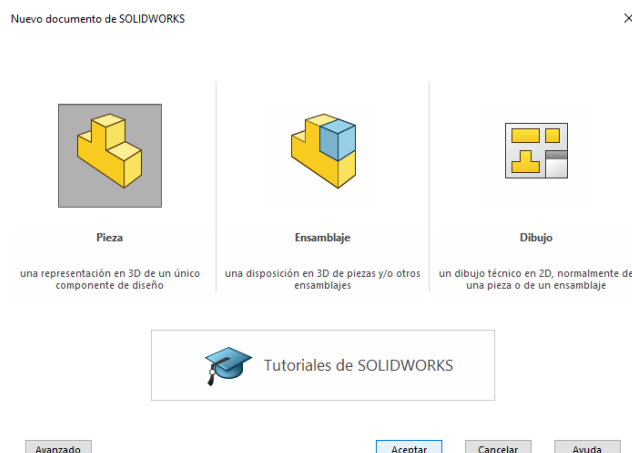 Nuevo documento de SOLIDWORKS
Pieza
una representación en 3D de un único
componente de diseño
Ensamblaje
una disposición en 3D de piezas y/o otros
ensamblajes
Dibujo
un dibujo técnico en 2D, normalmente de
una pieza o de un ensamblaje
Tutoriales de SOLIDWORKS
Avanzado
Aceptar
Cancelar
Ayuda